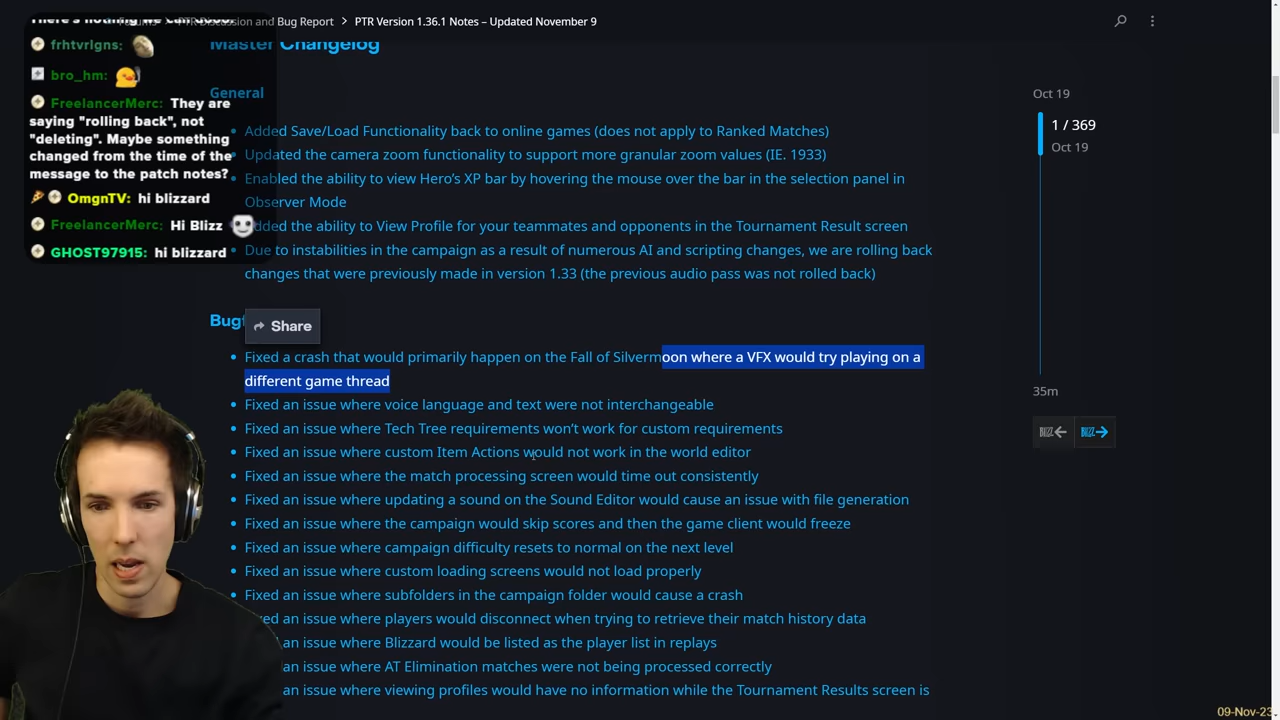 There's nothing we can
Forums > PTR Discussion and Bug Report > PTR Version 1.36.1 Notes – Updated November 9
Master Changelog
frhtvrlgns:
bro_hm:
FreelancerMerc: They are
saying "rolling back", not
"deleting". Maybe something
changed from the time of the
message to the patch notes?
OmgnTV: hi blizzard
FreelancerMerc: Hi Blizz
GHOST97915: hi blizzard
General
Added Save/Load Functionality back to online games (does not apply to Ranked Matches)
Updated the camera zoom functionality to support more granular zoom values (IE. 1933)
Enabled the ability to view Hero's XP bar by hovering the mouse over the bar in the selection panel in
Observer Mode
Added the ability to View Profile for your teammates and opponents in the Tournament Result screen
Due to instabilities in the campaign as a result of numerous AI and scripting changes, we are rolling back
changes that were previously made in version 1.33 (the previous audio pass was not rolled back)
Bugf
Share
Fixed a crash that would primarily happen on the Fall of Silvermoon where a VFX would try playing on a
different game thread
Fixed an issue where voice language and text were not interchangeable
Fixed an issue where Tech Tree requirements won't work for custom requirements
Fixed an issue where custom Item Actions would not work in the world editor
Fixed an issue where the match processing screen would time out consistently
Fixed an issue where updating a sound on the Sound Editor would cause an issue with file generation
Fixed an issue where the campaign would skip scores and then the game client would freeze
Fixed an issue where campaign difficulty resets to normal on the next level
Fixed an issue where custom loading screens would not load properly
Fixed an issue where subfolders in the campaign folder would cause a crash
ed an issue where players would disconnect when trying to retrieve their match history data
an issue where Blizzard would be listed as the player list in replays
an issue where AT Elimination matches were not being processed correctly
an issue where viewing profiles would have no information while the Tournament Results screen is
Oct 19
1 / 369
Oct 19
35m
BLIZZ BLIZZ
09-Nov-23